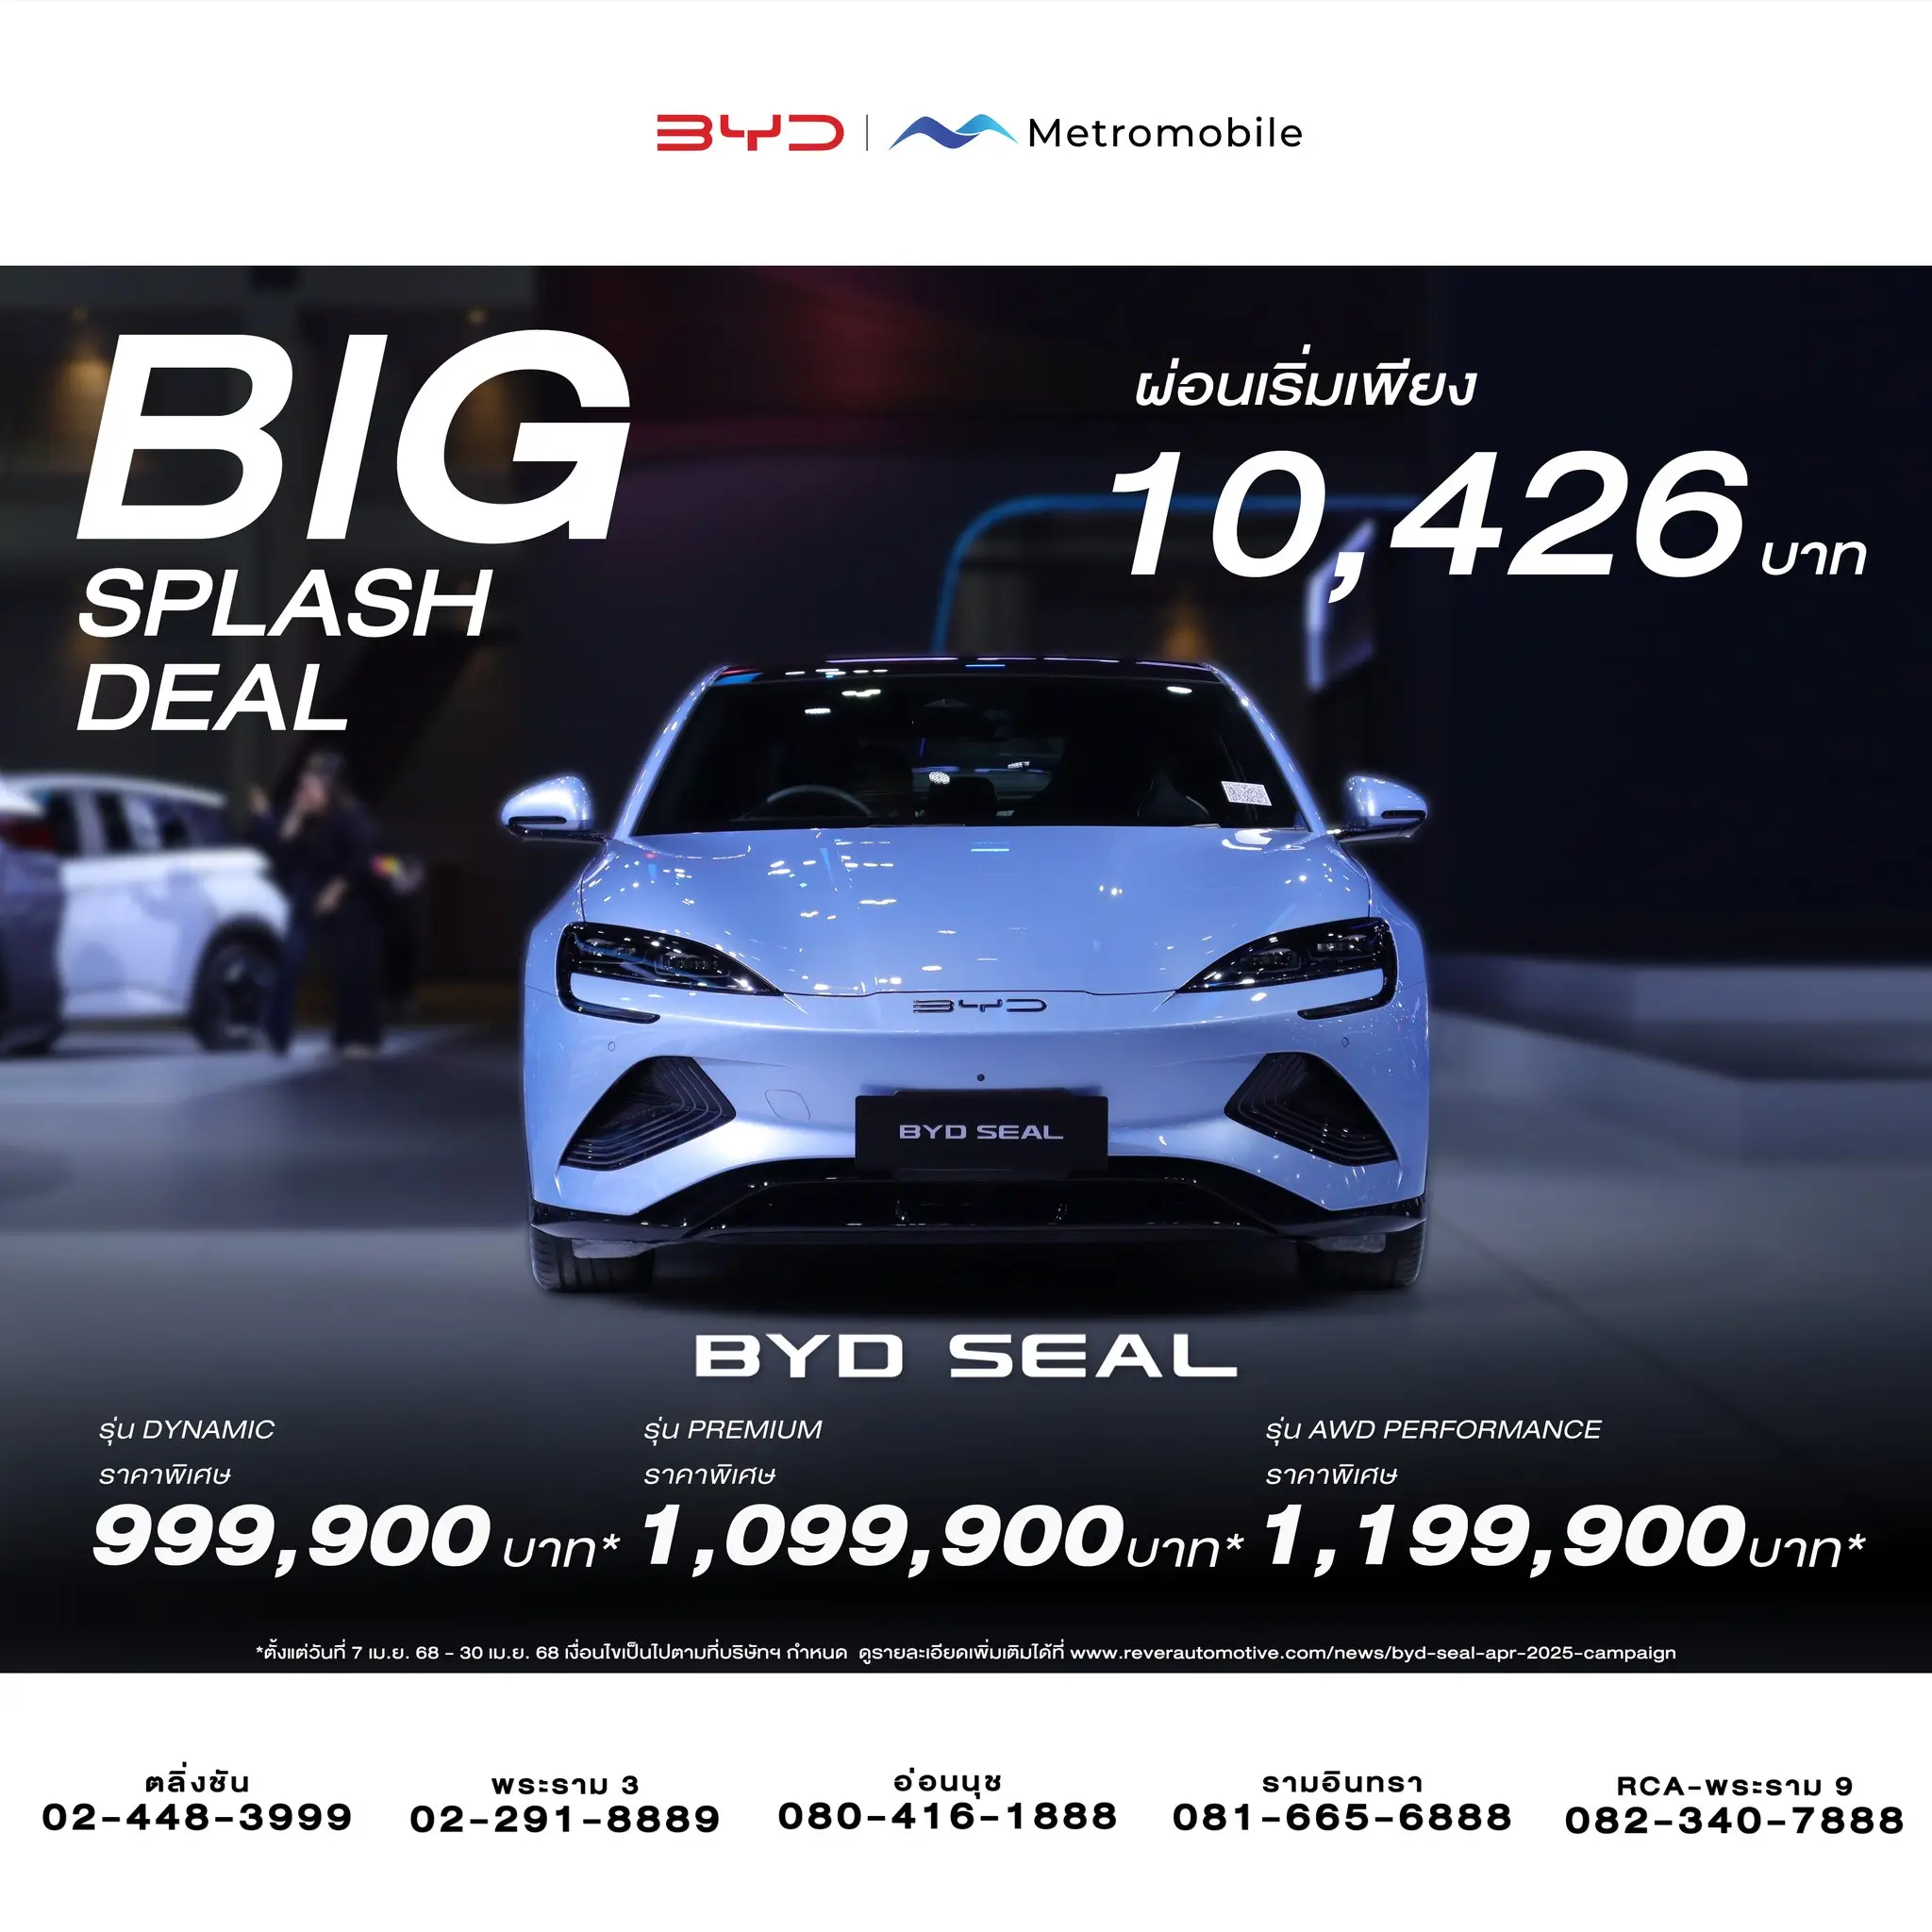 BYD | Metromobile
BIG
SPLASH
DEAL
ผ่อนเริ่มเพียง
10,426 บาท
BYD
BYD SEAL
BYD SEAL
รุ่น DYNAMIC
ราคาพิเศษ
999,900 บาท*
รุ่น PREMIUM
ราคาพิเศษ
1,099,900 บาท*
รุ่น AWD PERFORMANCE
ราคาพิเศษ
1,199,900 บาท*
*ตั้งแต่วันที่ 7 เม.ย. 68 - 30 เม.ย. 68 เงื่อนไขเป็นไปตามที่บริษัทฯ กำหนด ดูรายละเอียดเพิ่มเติมได้ที่ www.reverautomotive.com/news/byd-seal-apr-2025-campaign
ตลิ่งชัน
02-448-3999
พระราม 3
02-291-8889
อ่อนนุช
080-416-1888
รามอินทรา
081-665-6888
RCA-พระราม 9
082-340-7888